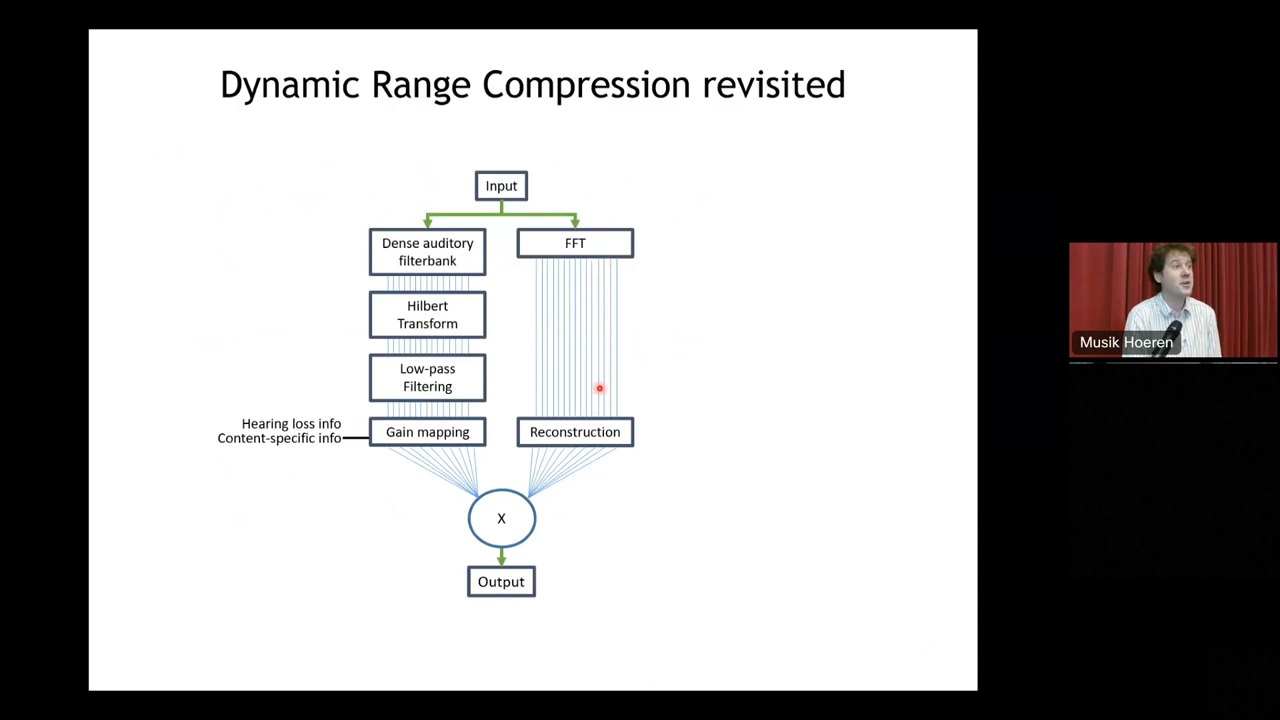 Dynamic Range Compression revisited
Input
Dense auditory
filterbank
FFT
Hilbert
Transform
Low-pass
Filtering
Hearing loss info
Content-specific info
Gain mapping
Reconstruction
X
Output
Musik Hoeren